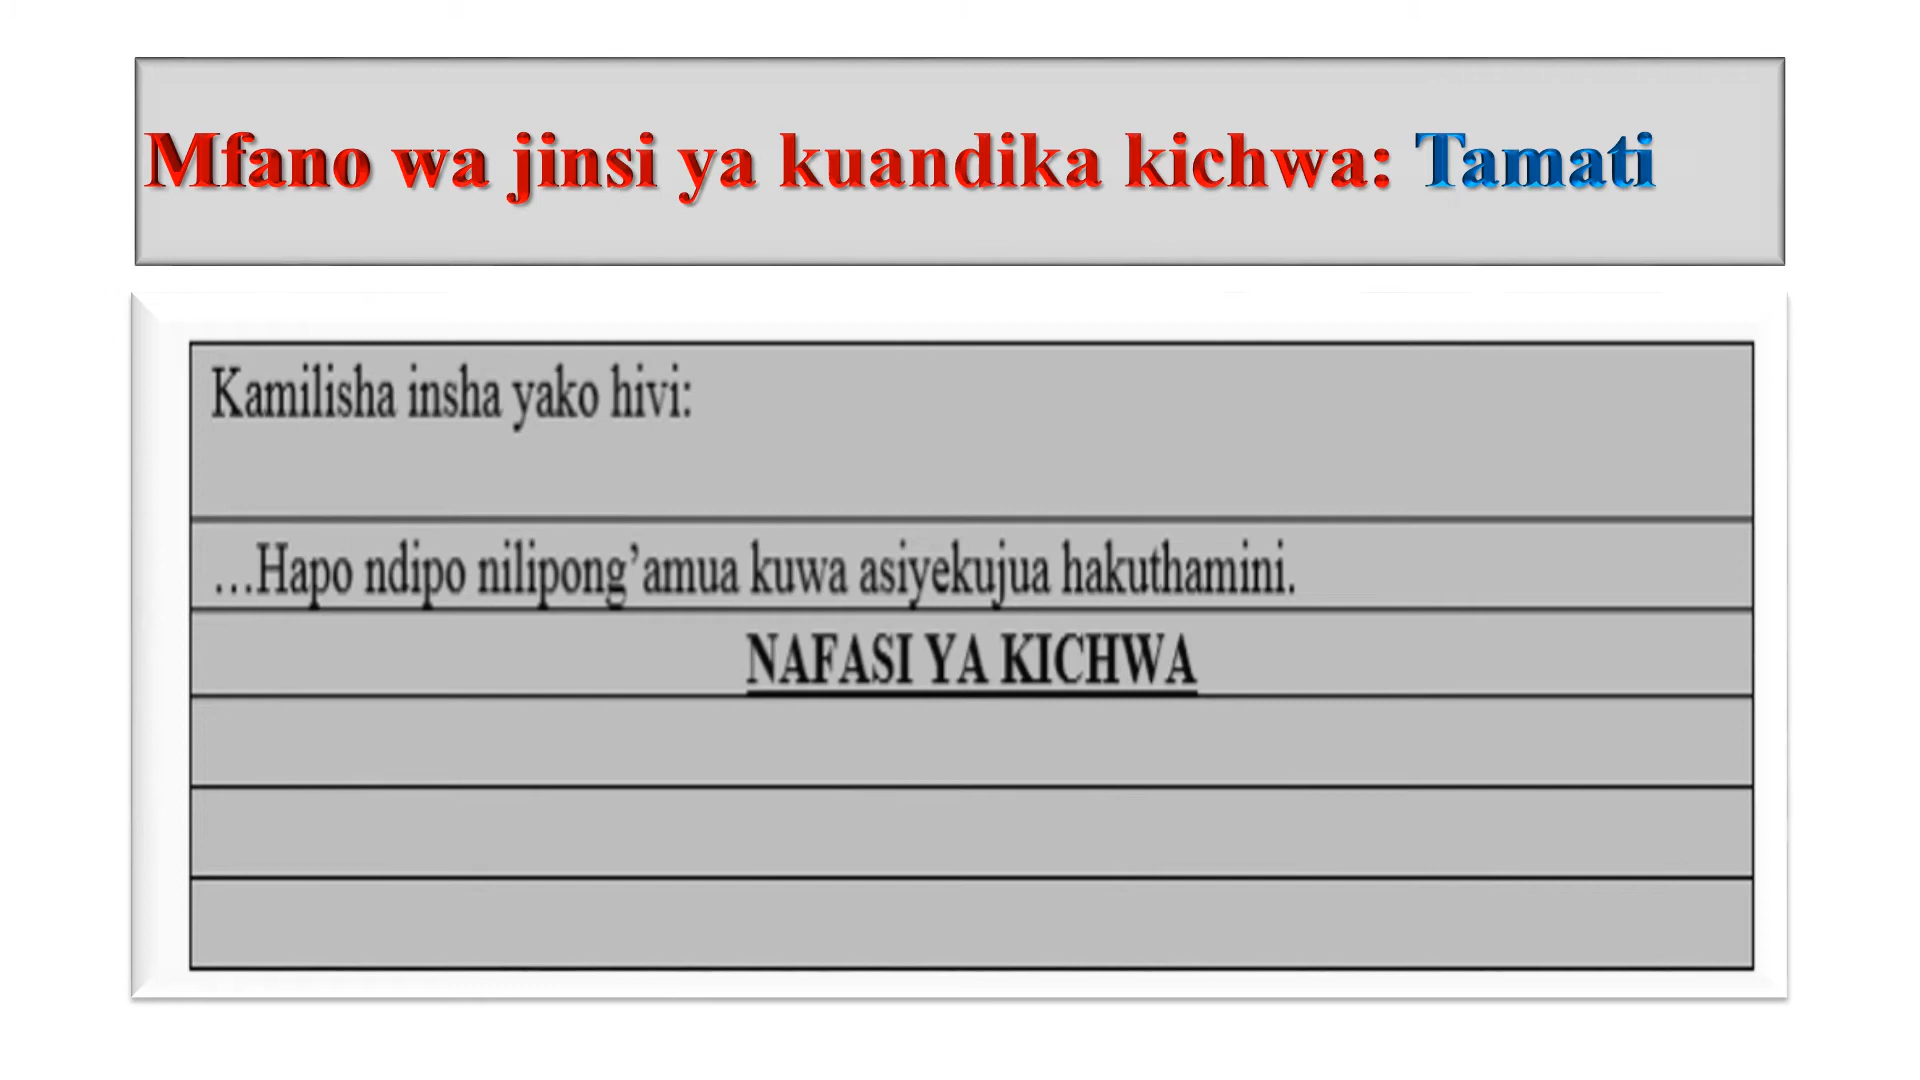 Mfano wa jinsi ya kuandika kichwa: Tamati
Kamilisha insha yako hivi:
…Hapo ndipo nilipong’amua kuwa asiyekujua hakuthamini.
NAFASI YA KICHWA